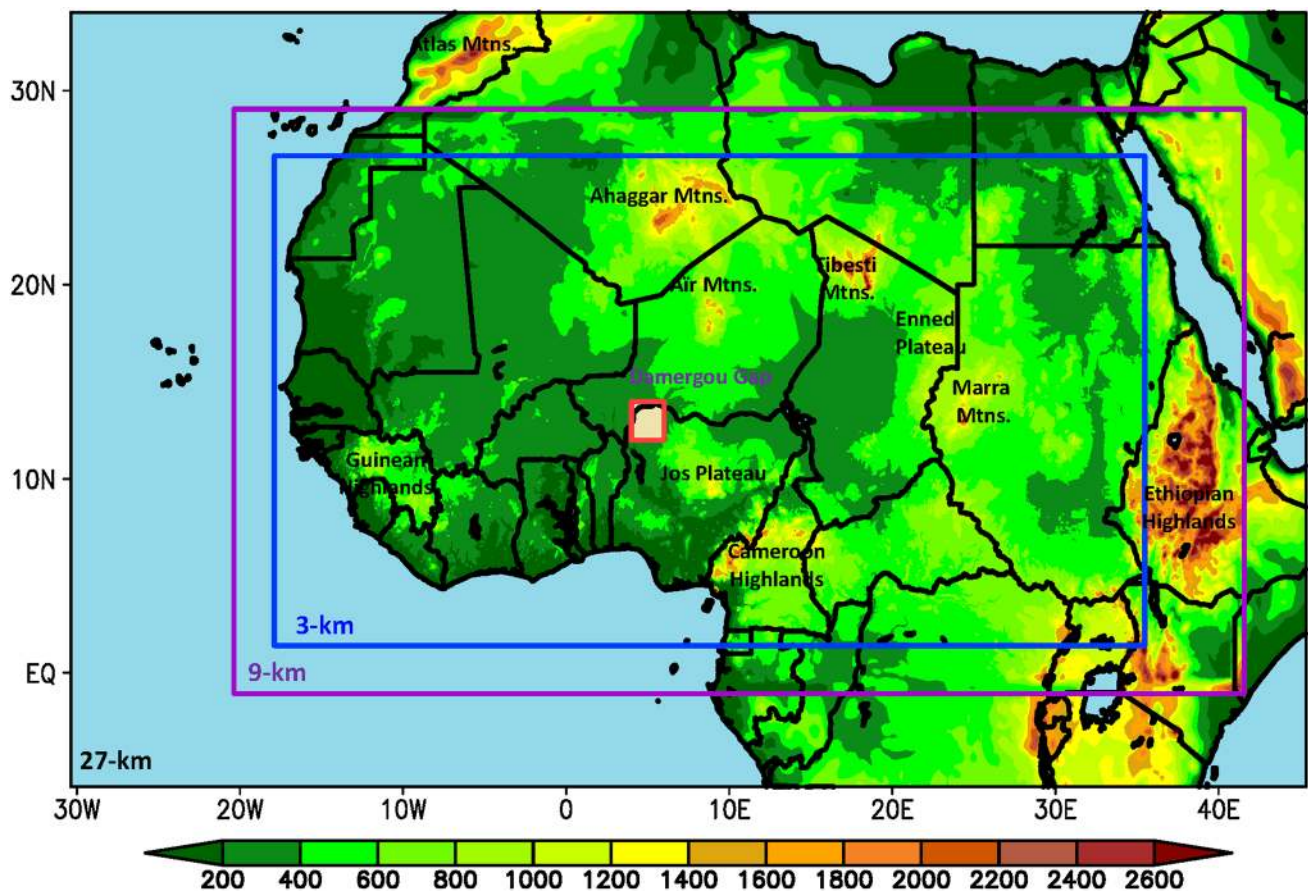 Atlas Mtns.
30N
Ahaggar Mtns.
20N
Aïr Mtns.
Tibesti
Mtns.
Enned
Plateau
Damergou Gap
Marra
Mtns.
10N
Guinean
Highlands
Jos Plateau
Ethiopian
Highlands
Cameroon
Highlands
3-km
EQ
9-km
27-km
30W 20W 10W 0 10E 20E 30E 40E
200 400 600 800 1000 1200 1400 1600 1800 2000 2200 2400 2600